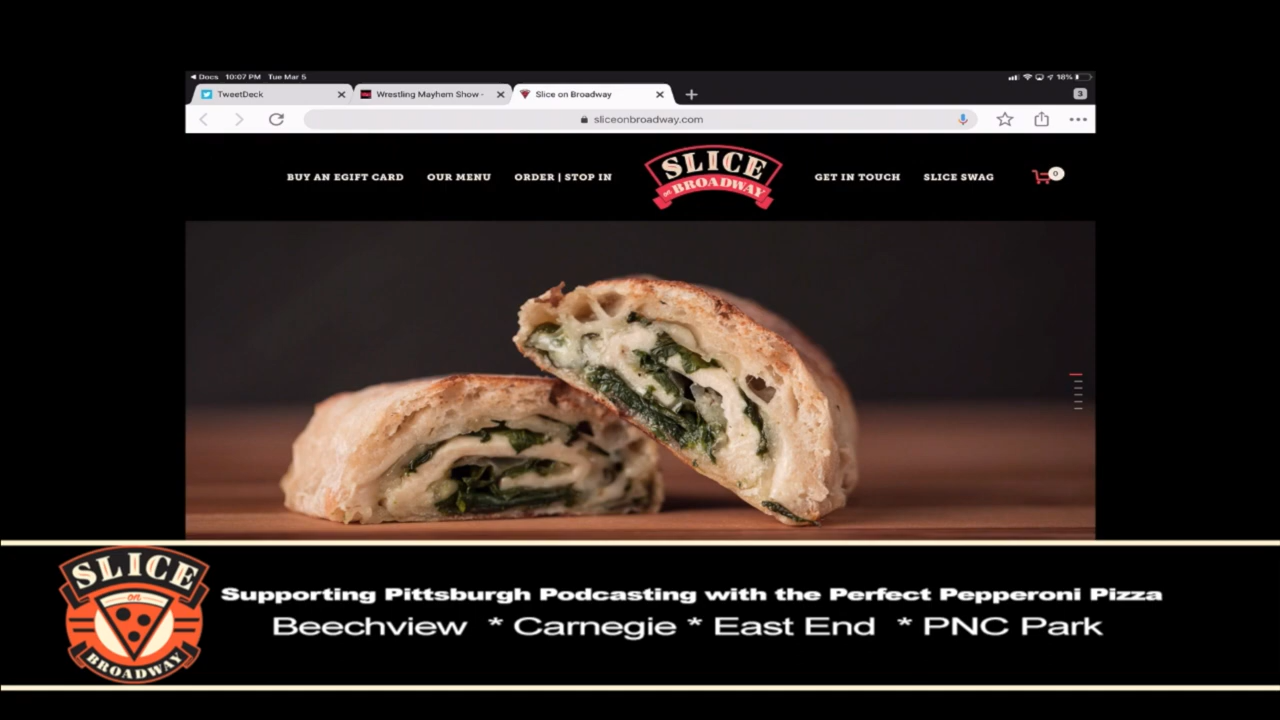 Docs 10:07 PM Tue Mar 5
18%
TweetDeck
Wrestling Mayhem Show -
Slice on Broadway
3
sliceonbroadway.com
BUY AN EGIFT CARD
OUR MENU
ORDER | STOP IN
SLICE
on BROADWAY
GET IN TOUCH
SLICE SWAG
0
SLICE
on
BROADWAY
Supporting Pittsburgh Podcasting with the Perfect Pepperoni Pizza
Beechview * Carnegie * East End * PNC Park